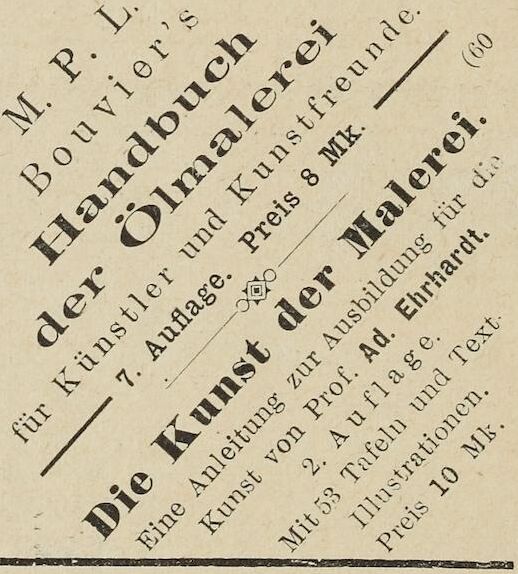 M. P. L.
Bouvier's
Handbuch
der Ölmalerei
für Künstler und Kunstfreunde.
7. Auflage. Preis 8 Mk.
(60
Die Kunst der Malerei.
Eine Anleitung zur Ausbildung für die
Kunst von Prof. Ad. Ehrhardt.
2. Auflage.
Mit 53 Tafeln und Text-
Illustrationen.
Preis 10 Mk.